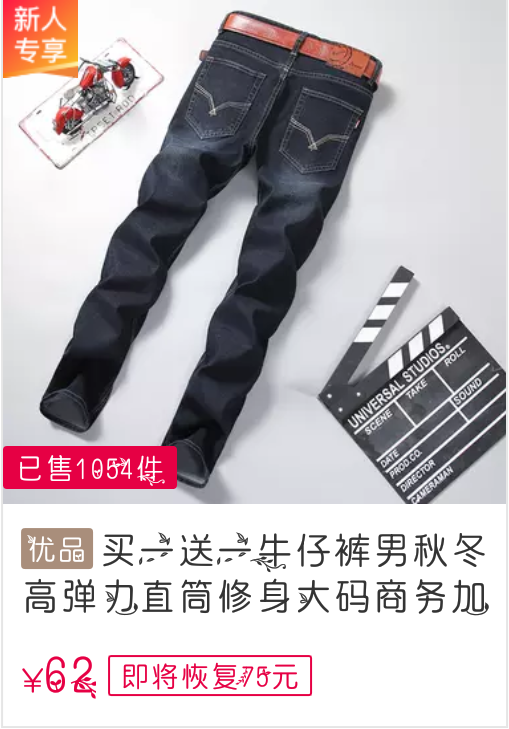 新人
专享
STREET ROD
UNIVERSAL STUDIOS®
SCENE TAKE ROLL
SOUND
DATE
PROD.CO.
DIRECTOR
CAMERAMAN
已售1054件
优品 买一送一牛仔裤男秋冬
高弹力直筒修身大码商务加
¥62 即将恢复75元